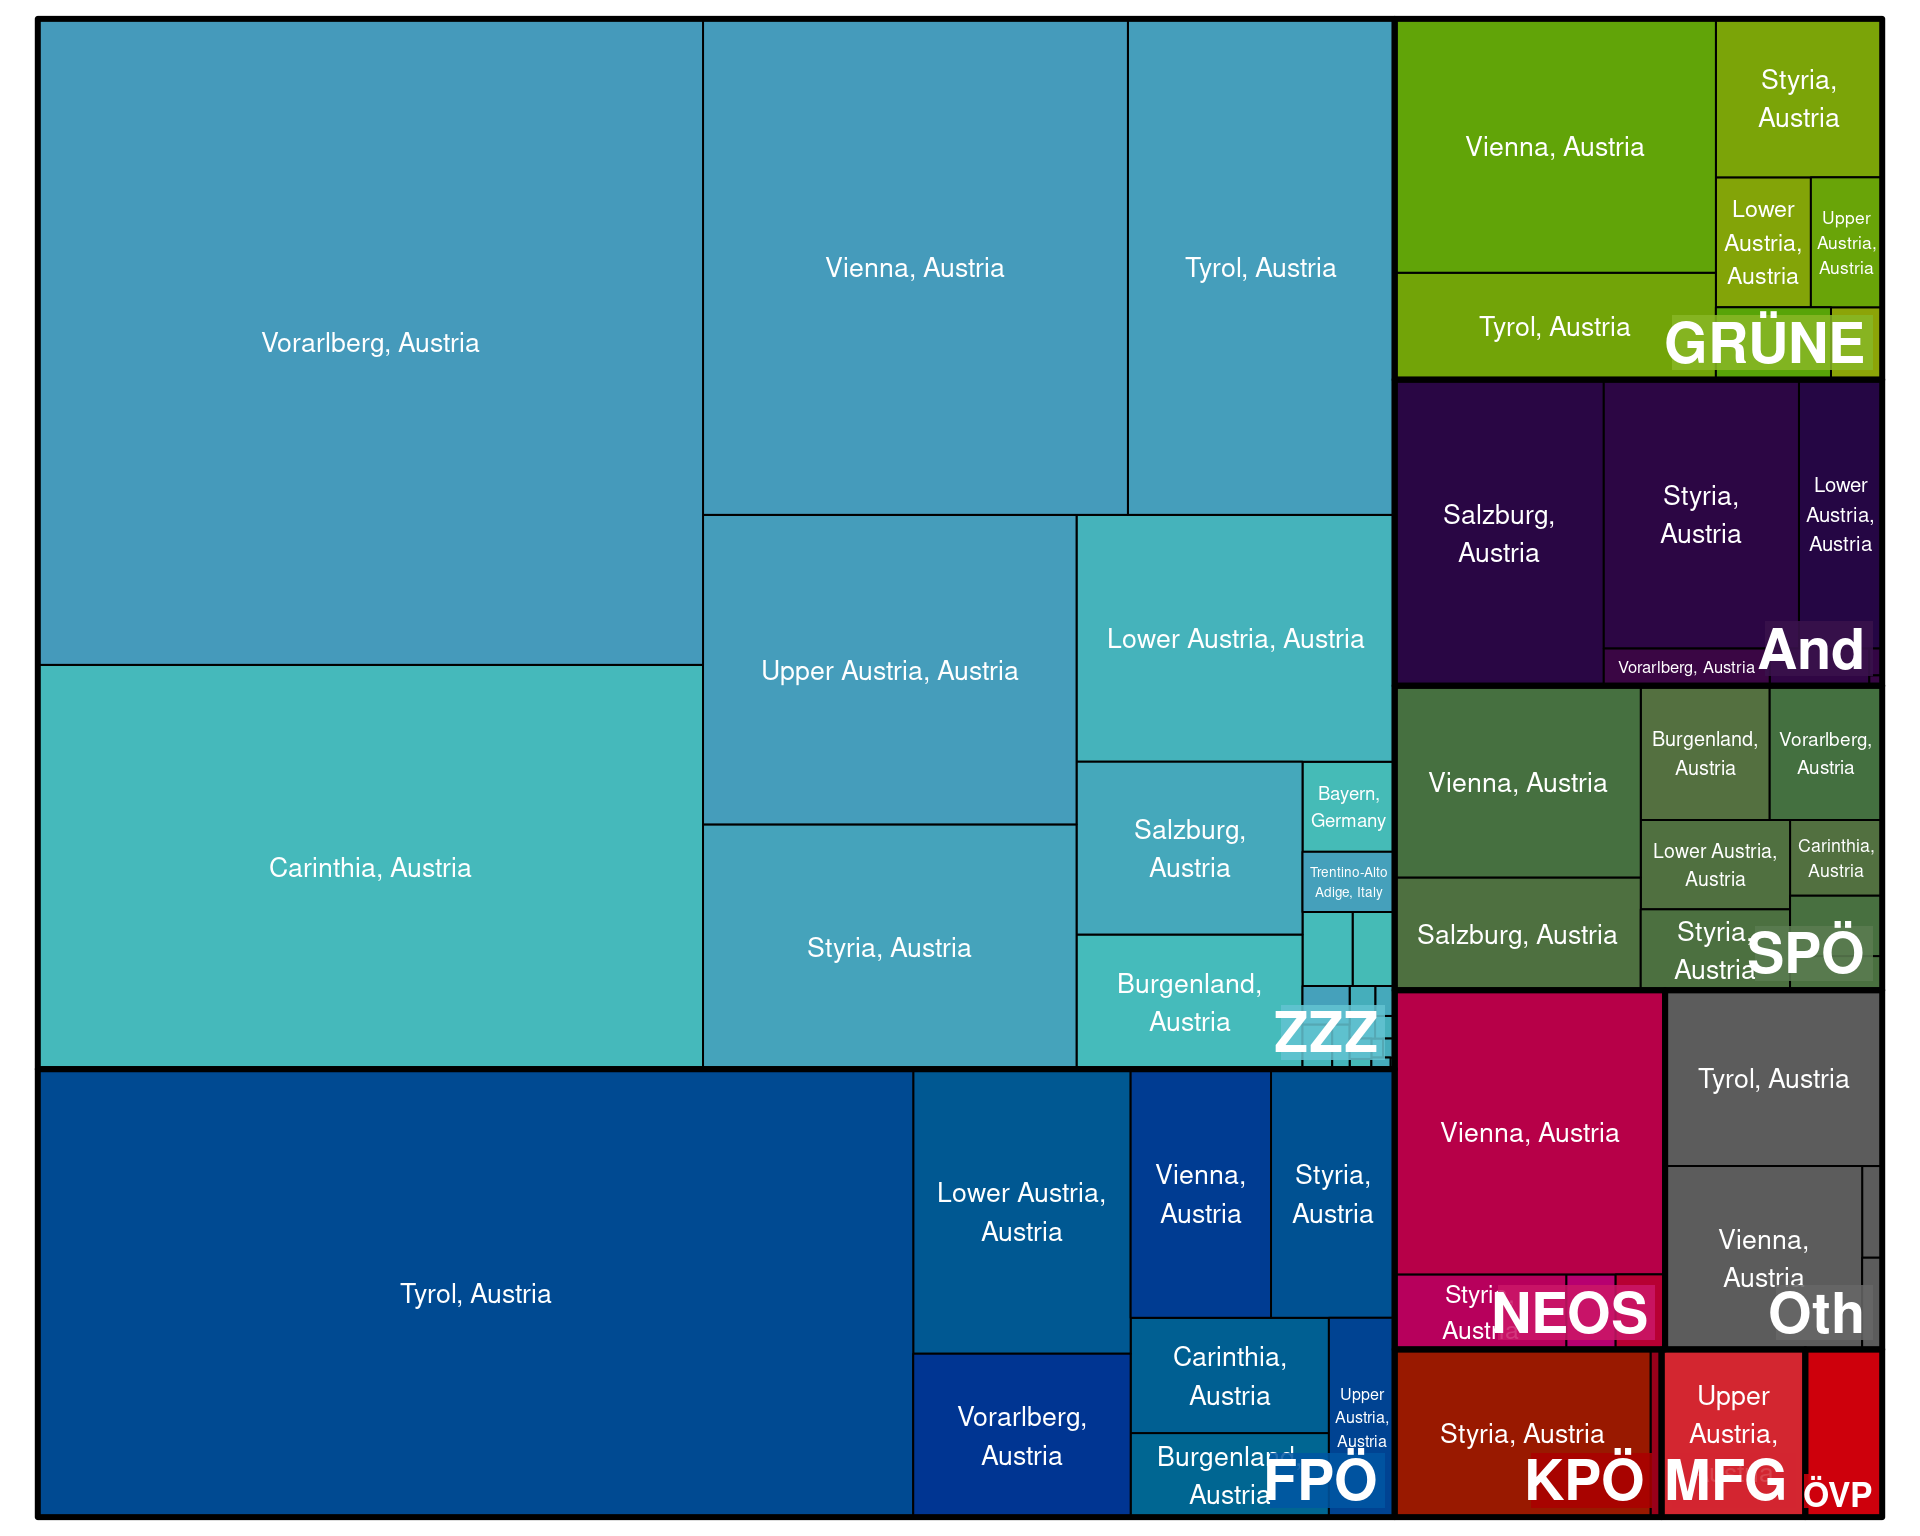 Vorarlberg, Austria
Carinthia, Austria
Vienna, Austria
Tyrol, Austria
Upper Austria, Austria
Styria, Austria
Lower Austria, Austria
Salzburg,
Austria
Burgenland,
Austria
Bayern,
Germany
Trentino-Alto
Adige, Italy
ZZZ
Tyrol, Austria
Lower Austria,
Austria
Vorarlberg,
Austria
Vienna,
Austria
Styria,
Austria
Carinthia,
Austria
Burgenland,
Austria
Upper
Austria,
Austria
FPÖ
Vienna, Austria
Tyrol, Austria
Styria,
Austria
Lower
Austria,
Austria
Upper
Austria,
Austria
GRÜNE
Salzburg,
Austria
Styria,
Austria
Lower
Austria,
Austria
Vorarlberg, Austria
And
Vienna, Austria
Salzburg, Austria
Burgenland,
Austria
Vorarlberg,
Austria
Lower Austria,
Austria
Carinthia,
Austria
Styria,
Austria
SPÖ
Vienna, Austria
Styria,
Austria
NEOS
Tyrol, Austria
Vienna,
Austria
Oth
Styria, Austria
KPÖ
Upper
Austria,
Austria
MFG
ÖVP